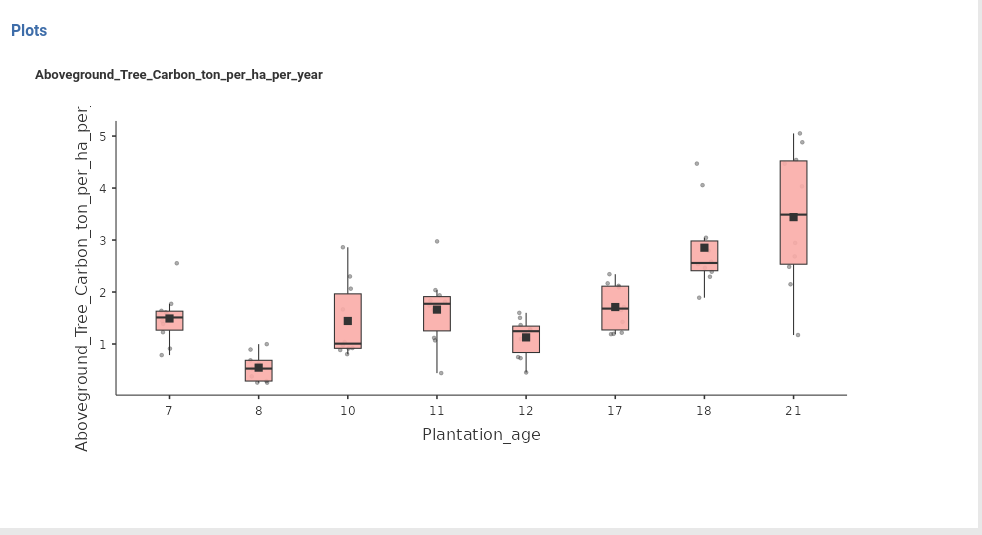 Plots
Aboveground_Tree_Carbon_ton_per_ha_per_year
Aboveground_Tree_Carbon_ton_per_ha_per_
5
4
3
2
1
7 8 10 11 12 17 18 21
Plantation_age